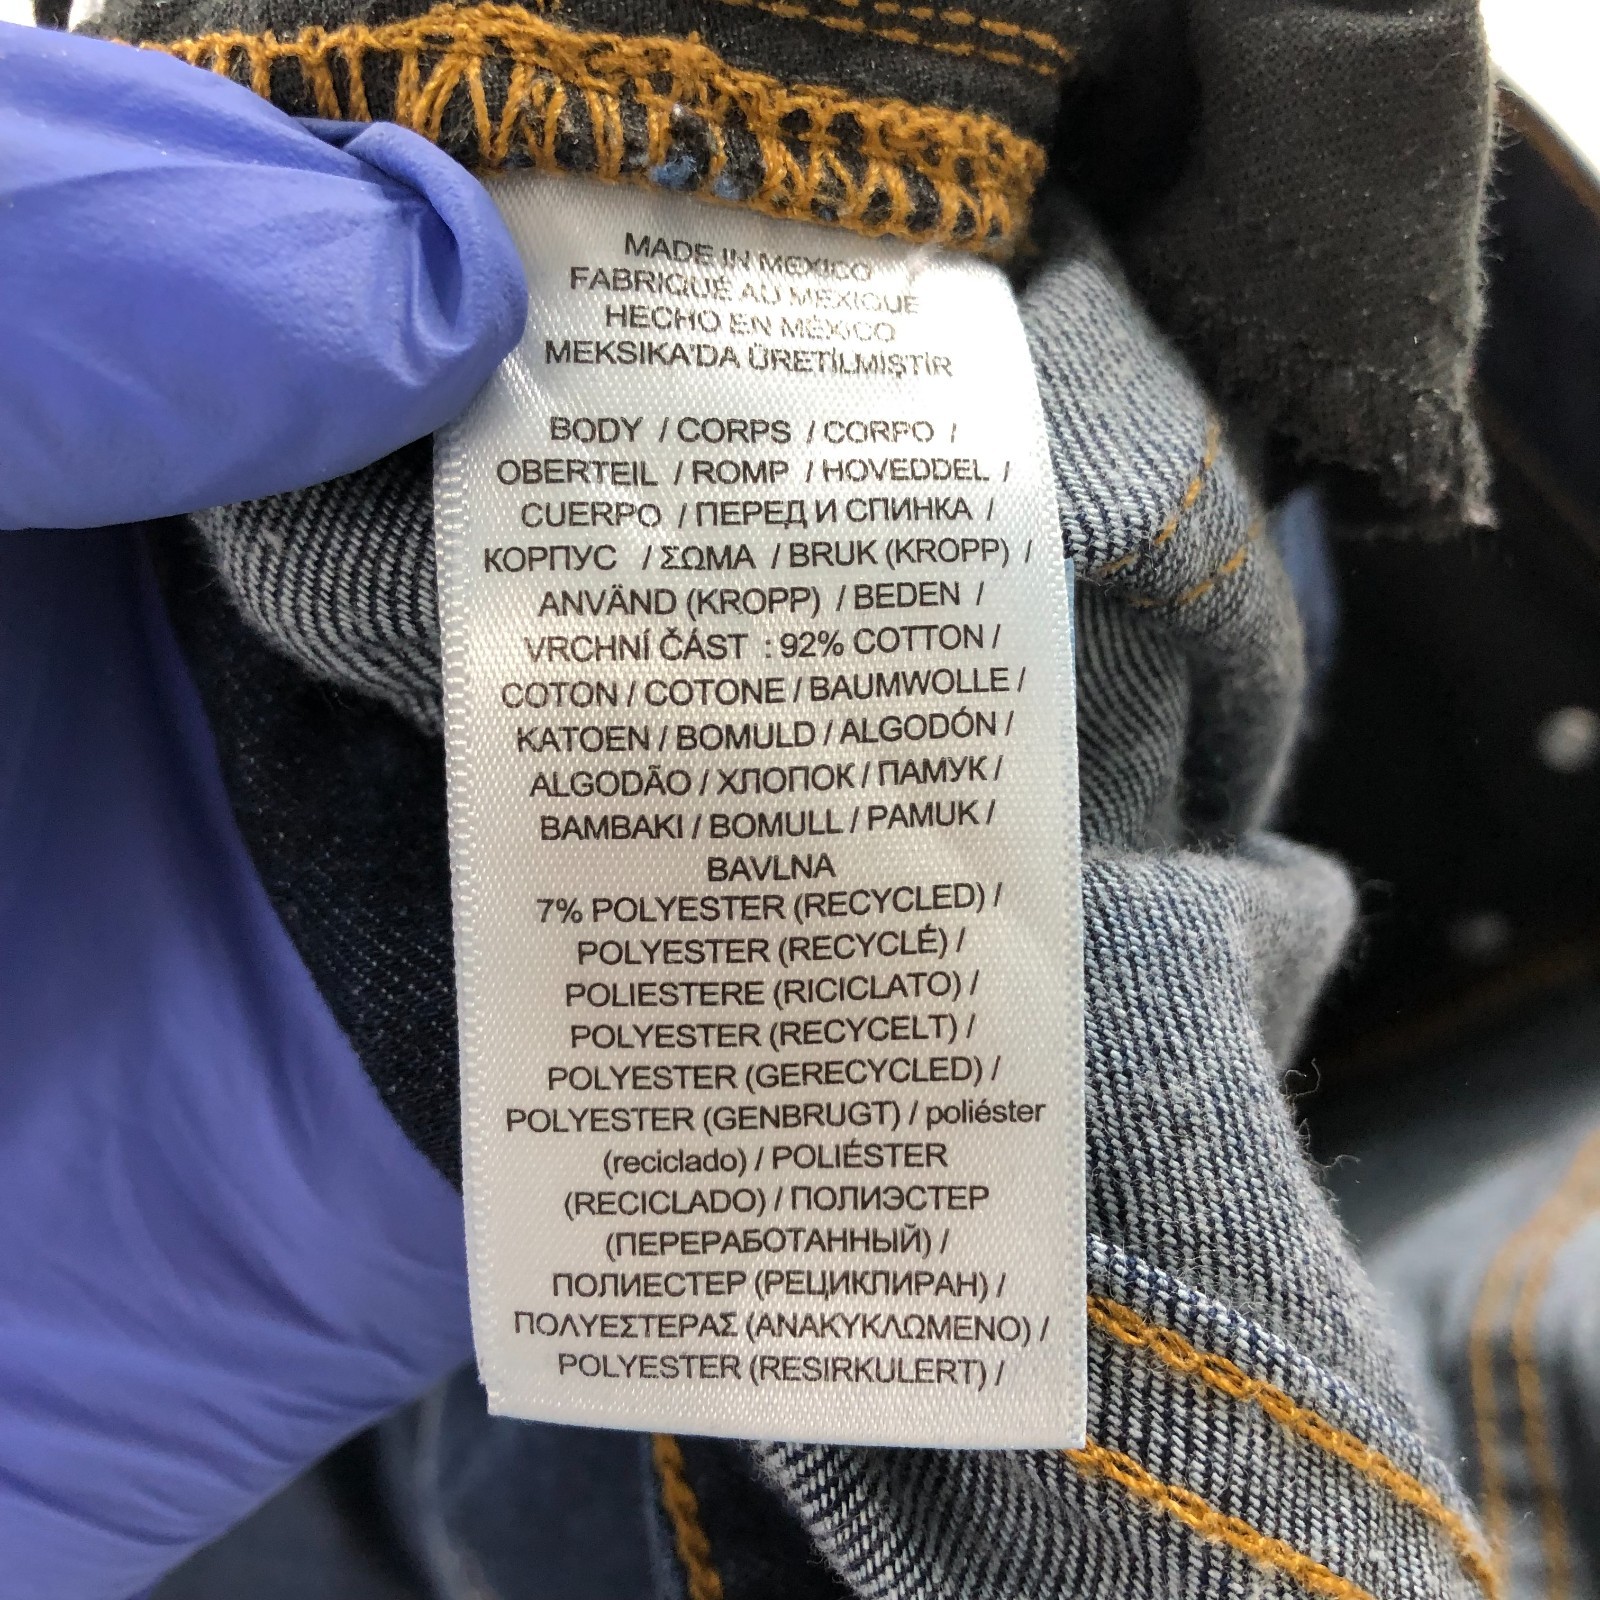 MADE IN MEXICO
FABRIQUÉ AU MEXIQUE
HECHO EN MÉXICO
MEKSIKA'DA ÜRETİLMİŞTİR
BODY / CORPS / CORPO /
OBERTEIL / ROMP / HOVEDDEL /
CUERPO / ПЕРЕД И СПИНКА /
КОРПУС / ΣΩΜΑ / BRUK (KROPP) /
ANVÄND (KROPP) / BEDEN /
VRCHNÍ ČÁST : 92% COTTON /
COTON / COTONE / BAUMWOLLE /
KATOEN / BOMULD / ALGODÓN /
ALGODÃO / ХЛОПОК / ПАМУК /
BAMBAKI / BOMULL / PAMUK /
BAVLNA
7% POLYESTER (RECYCLED) /
POLYESTER (RECYCLÉ) /
POLIESTERE (RICICLATO) /
POLYESTER (RECYCELT) /
POLYESTER (GERECYCLED) /
POLYESTER (GENBRUGT) / poliéster
(reciclado) / POLIÉSTER
(RECICLADO) / ПОЛИЭСТЕР
(ПЕРЕРАБОТАННЫЙ) /
ПОЛИЕСТЕР (РЕЦИКЛИРАН) /
ΠΟΛΥΕΣΤΕΡΑΣ (ΑΝΑΚΥΚΛΩΜΕΝΟ) /
POLYESTER (RESIRKULERT) /